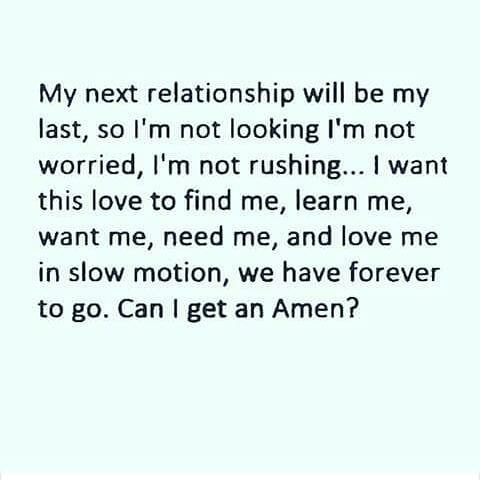 My next relationship will be my
last, so I'm not looking I'm not
worried, I'm not rushing... I want
this love to find me, learn me,
want me, need me, and love me
in slow motion, we have forever
to go. Can I get an Amen?